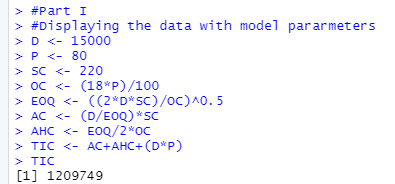 > #Part I
> #Displaying the data with model pararmeters
> D <- 15000
> P <- 80
> SC <- 220
> OC <- (18*P)/100
> EOQ <- ((2*D*SC)/OC)^0.5
> AC <- (D/EOQ)*SC
> AHC <- EOQ/2*OC
> TIC <- AC+AHC+(D*P)
> TIC
[1] 1209749